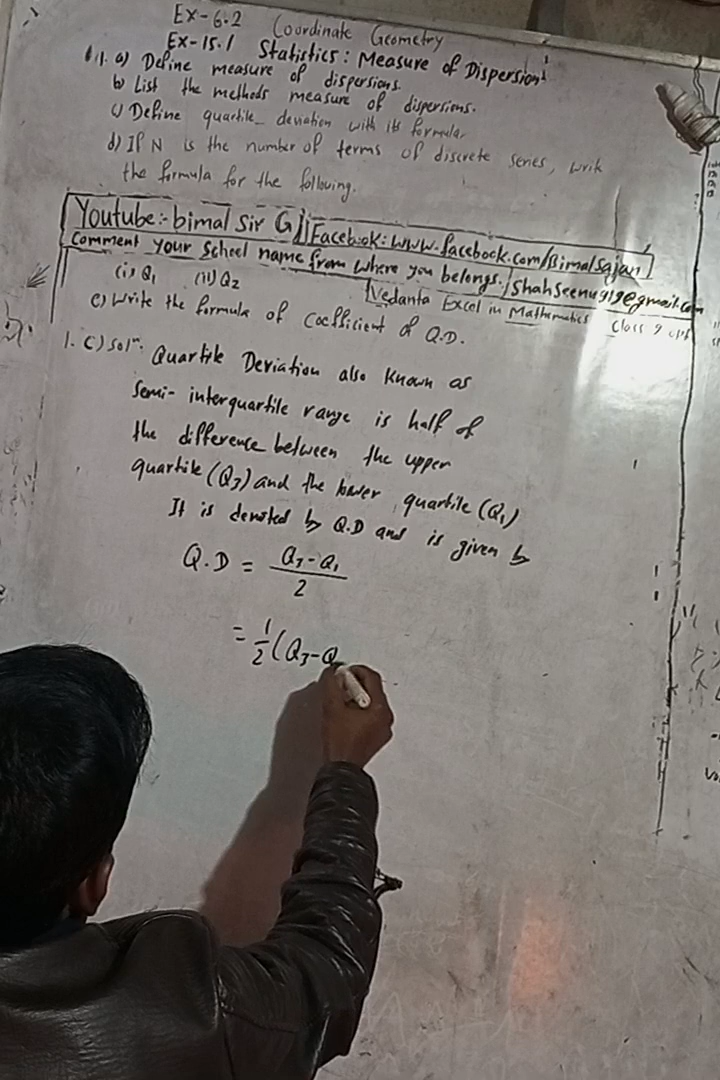 Ex-6.2 Coordinate Geometry
Ex-15.1 Statistics: Measure of Dispersion
1. a) Define measure of dispersions.
b) List the methods measure of dispersions.
c) Define quartile deviation with its formular
d) If N is the number of terms of discrete series, write
the formula for the following.
Youtube:- bimal Sir G Facebook: www.facebook.com/Bimalsajan
Comment your School name from where you belongs. / Shahseenu919@gmail.com
(i) Q1 (ii) Q2
Vedanta Excel in Mathematics Class 9 opt
e) Write the formula of Coefficient of Q.D.
1. c) Solⁿ: Quartile Deviation also known as
semi-interquartile range is half of
the difference between the upper
quartile (Q3) and the lower quartile (Q1)
It is denoted by Q.D and is given by
Q.D = Q3-Q1 / 2
= 1/2 (Q3-Q